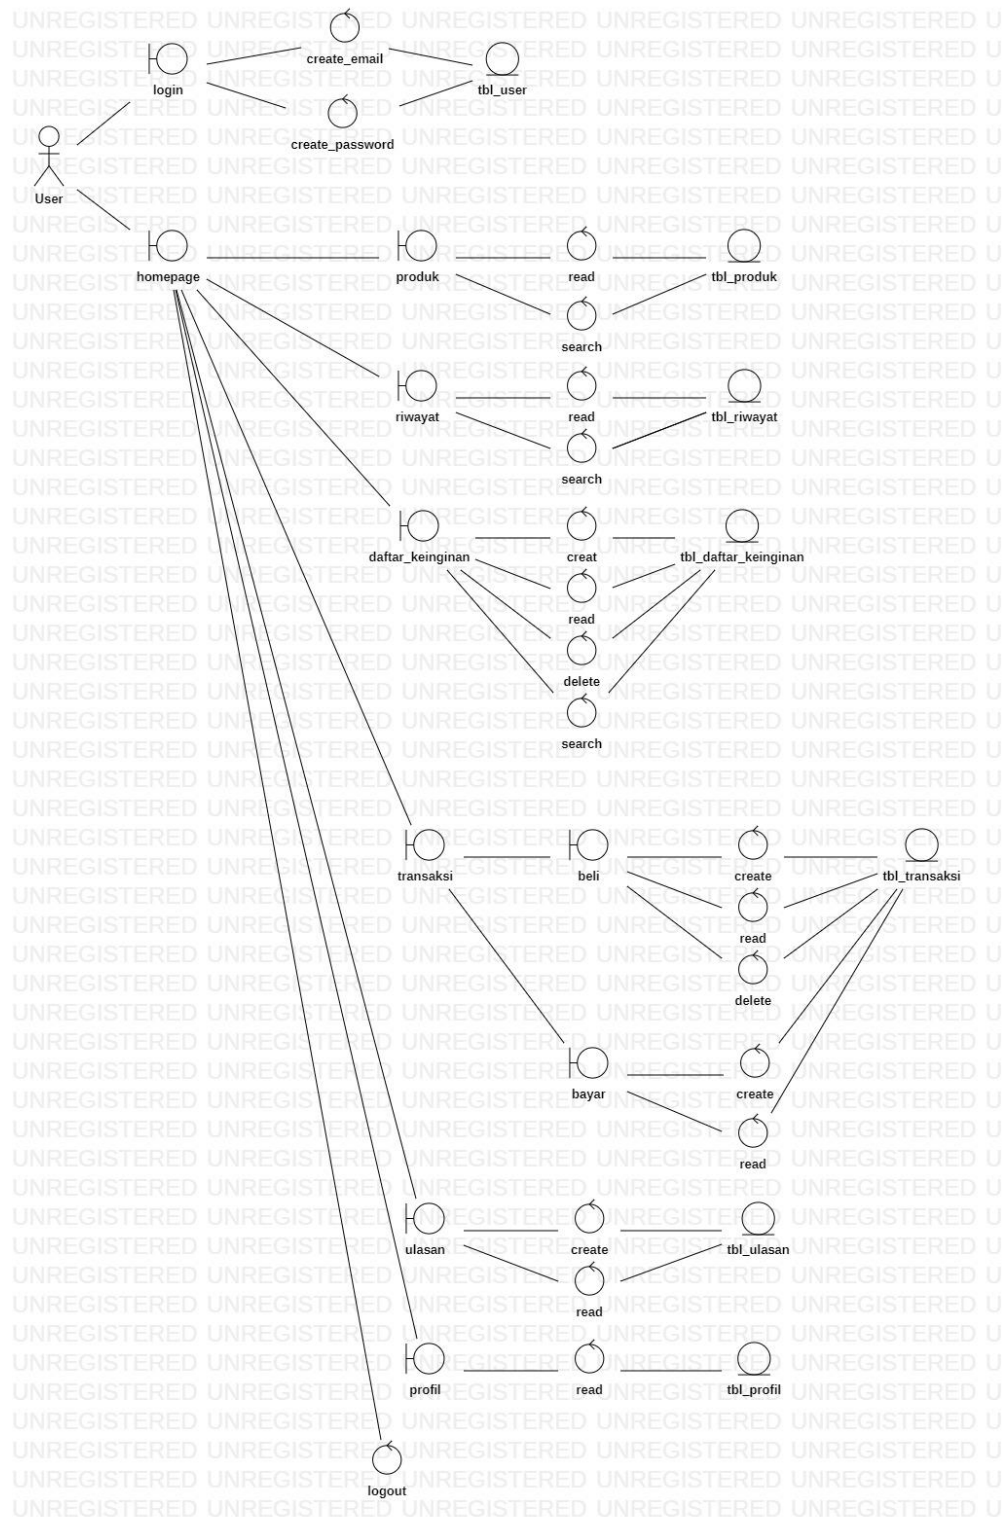 create_email
login
tbl_user
create_password
User
homepage
produk
read
tbl_produk
search
riwayat
read
tbl_riwayat
search
daftar_keinginan
creat
tbl_daftar_keinginan
read
delete
search
transaksi
beli
create
tbl_transaksi
read
delete
bayar
create
read
ulasan
create
tbl_ulasan
read
profil
read
tbl_profil
logout
UNREGISTERED